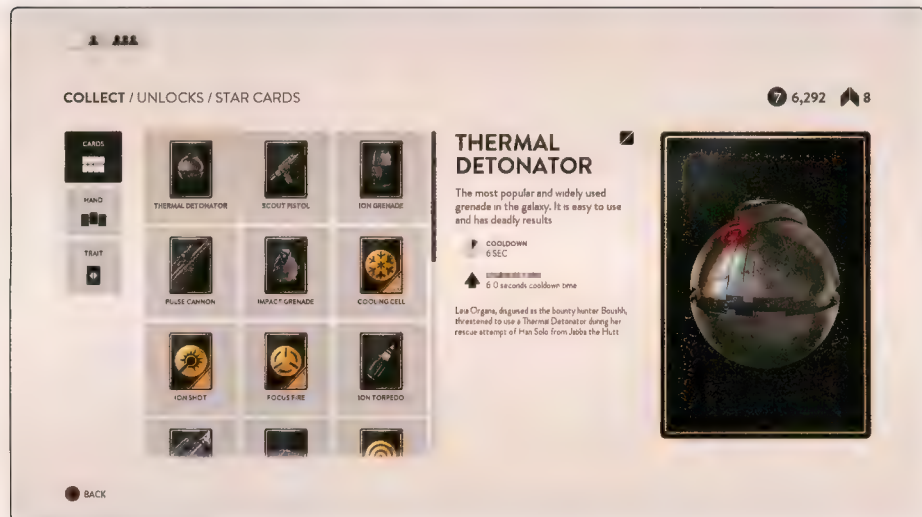 COLLECT / UNLOCKS / STAR CARDS
7 6,292 8
CARDS
HAND
TRAIT
THERMAL DETONATOR
SCOUT PISTOL
ION GRENADE
PULSE CANNON
IMPACT GRENADE
COOLING CELL
ION SHOT
FOCUS FIRE
ION TORPEDO
THERMAL
DETONATOR
The most popular and widely used
grenade in the galaxy. It is easy to use
and has deadly results
COOLDOWN
6 SEC
6.0 seconds cooldown time
Leia Organa, disguised as the bounty hunter Boushh,
threatened to use a Thermal Detonator during her
rescue attempt of Han Solo from Jabba the Hutt
BACK